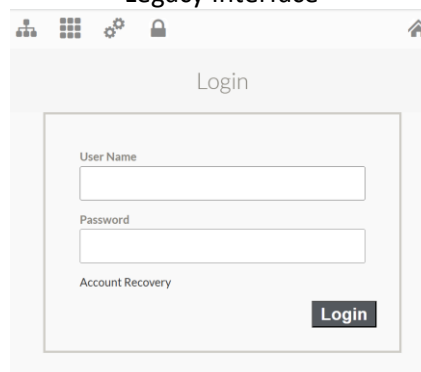 Legacy Interface
Login
User Name
Password
Account Recovery
Login